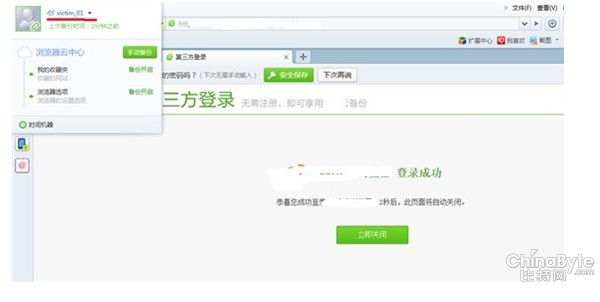 victim_01
上次备份时间：2分钟之前
浏览器云中心 手动备份
我的收藏夹 备份开启
收藏的网站
浏览器选项 备份开启
浏览器的设置选项
时间机器
文件(F) 查看(V)
扩展中心 我喜欢 截图
第三方登录
的密码吗？(下次无需手动输入) 安全保存 下次再说
三方登录 无需注册，即可享用 备份
登录成功
恭喜您成功登 秒后，此页面将自动关闭。
立即关闭
ChinaByte
比特网 .com